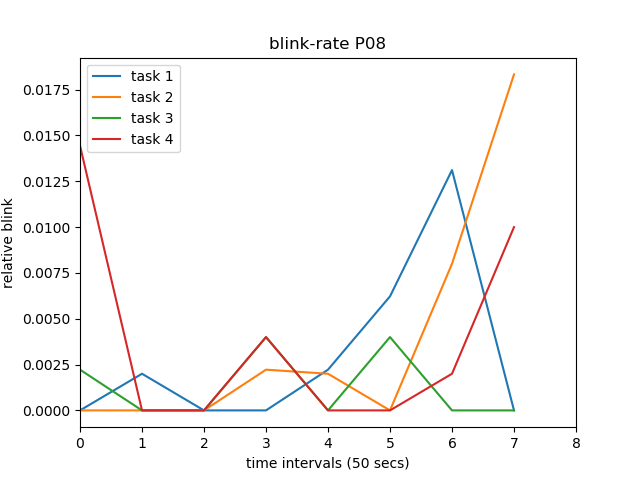 blink-rate P08
task 1
task 2
task 3
task 4
0.0175
0.0150
0.0125
0.0100
0.0075
0.0050
0.0025
0.0000
relative blink
0 1 2 3 4 5 6 7 8
time intervals (50 secs)